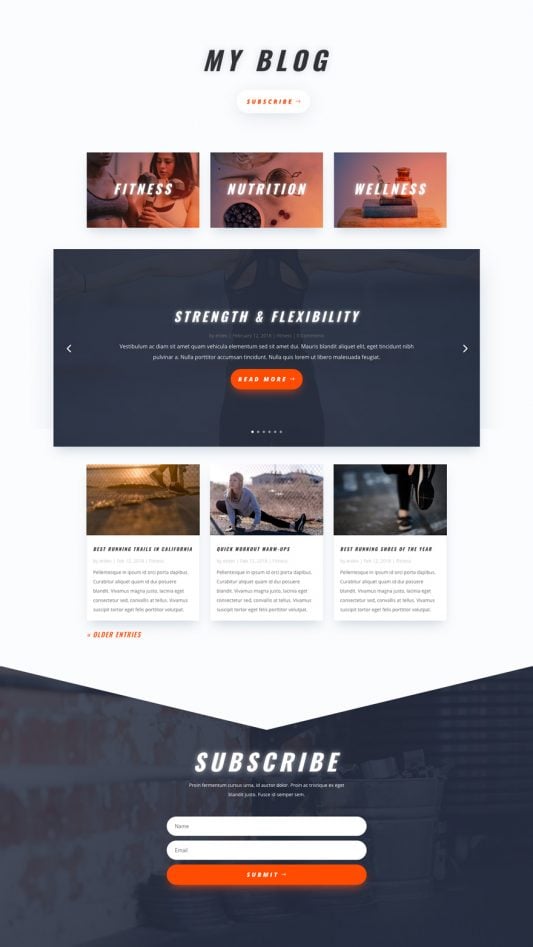 MY BLOG
SUBSCRIBE →
FITNESS
NUTRITION
WELLNESS
STRENGTH & FLEXIBILITY
by | February 12, 2018 | Fitness | 0 Comments
Vestibulum ac diam sit amet quam vehicula elementum sed sit amet dui. Mauris blandit aliquet elit, eget tincidunt nibh
pulvinar a. Nulla porttitor accumsan tincidunt. Nulla quis lorem ut libero malesuada feugiat.
READ MORE →
BEST RUNNING TRAILS IN CALIFORNIA
by | Feb 12, 2018 | Fitness
Pellentesque in ipsum id orci porta dapibus.
Curabitur aliquet quam id dui posuere
blandit. Vivamus magna justo, lacinia eget
consectetur sed, convallis at tellus. Vivamus
suscipit tortor eget felis porttitor volutpat.
QUICK WORKOUT WARM-UPS
by | Feb 12, 2018 | Fitness
Pellentesque in ipsum id orci porta dapibus.
Curabitur aliquet quam id dui posuere
blandit. Vivamus magna justo, lacinia eget
consectetur sed, convallis at tellus. Vivamus
suscipit tortor eget felis porttitor volutpat.
BEST RUNNING SHOES OF THE YEAR
by | Feb 12, 2018 | Fitness
Pellentesque in ipsum id orci porta dapibus.
Curabitur aliquet quam id dui posuere
blandit. Vivamus magna justo, lacinia eget
consectetur sed, convallis at tellus. Vivamus
suscipit tortor eget felis porttitor volutpat.
« OLDER ENTRIES
SUBSCRIBE
Proin fermentum cursus urna, id auctor dolor. Proin ac tristique ex eget
blandit justo. Fusce id semper sem.
Name
Email
SUBMIT →